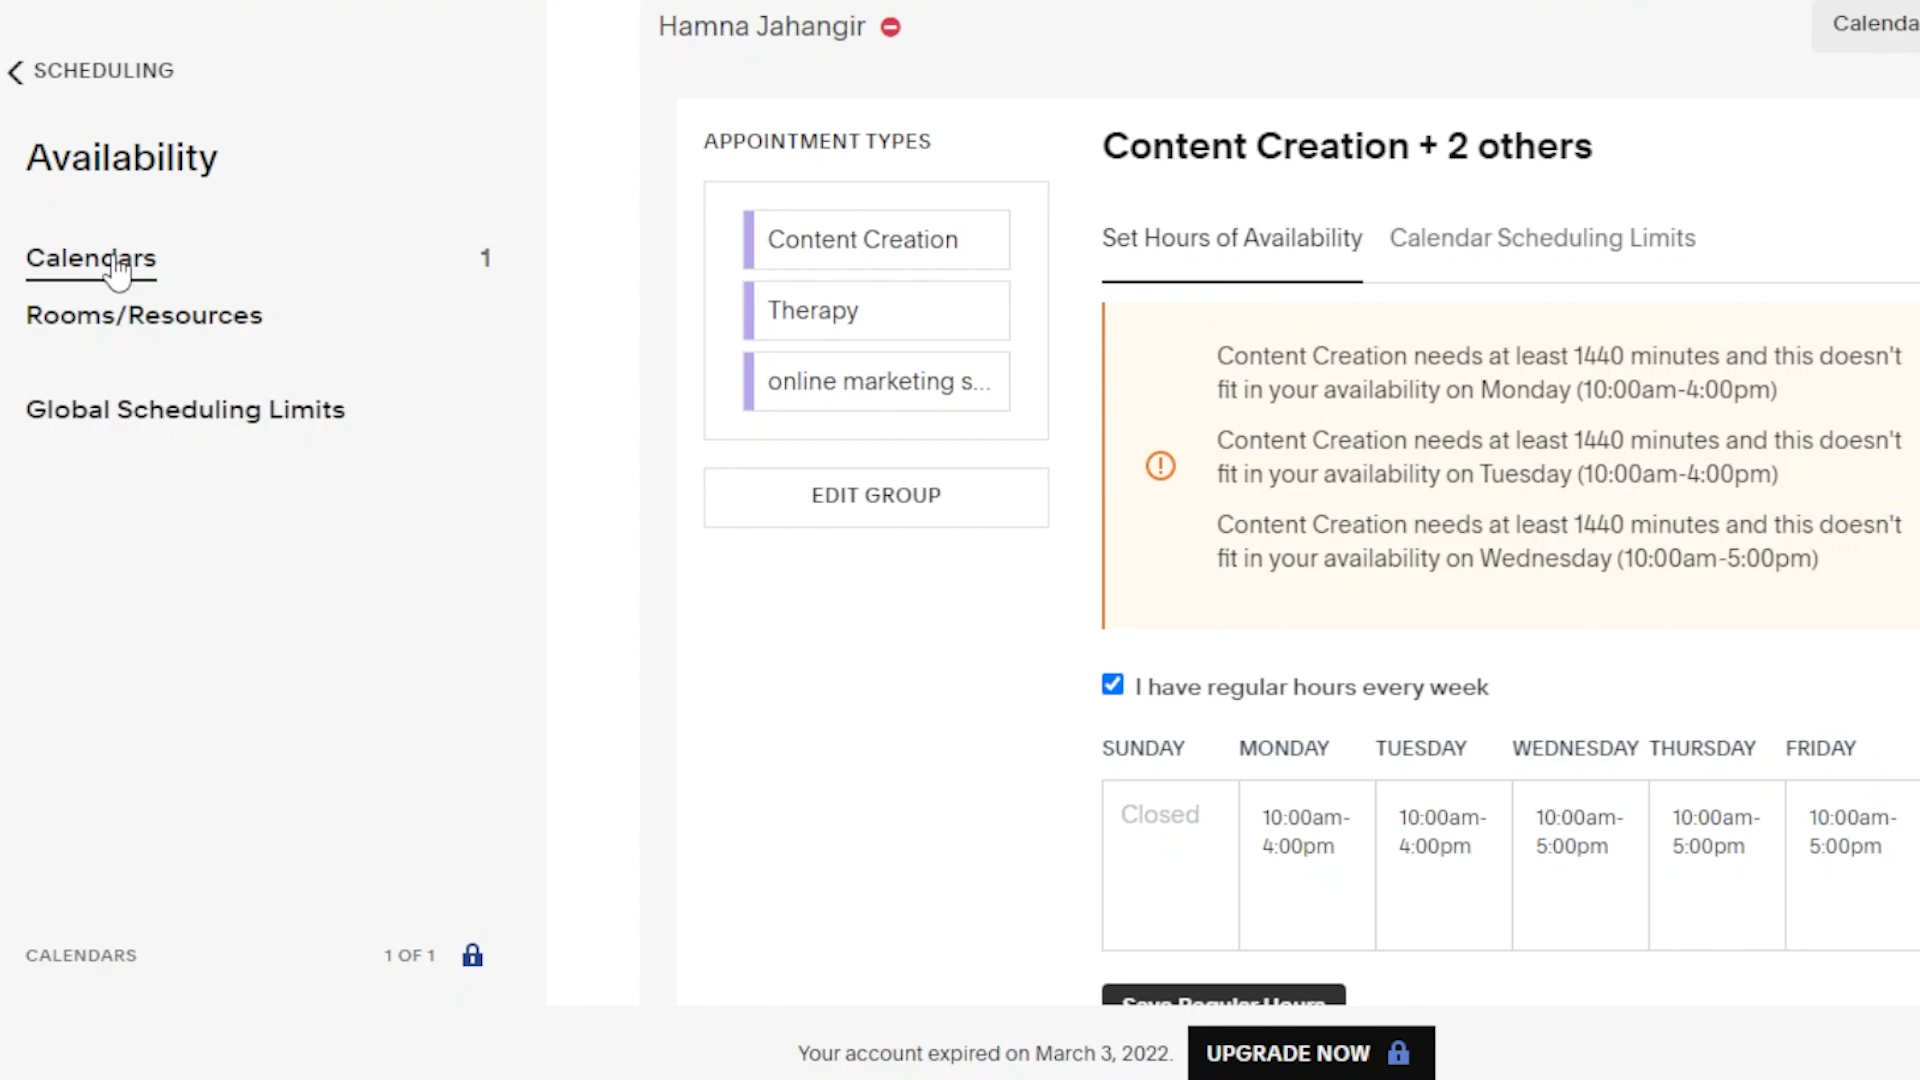 Hamna Jahangir
Calenda
SCHEDULING
Availability
Calendars 1
Rooms/Resources
Global Scheduling Limits
CALENDARS 1 OF 1
APPOINTMENT TYPES
Content Creation
Therapy
online marketing s...
EDIT GROUP
Content Creation + 2 others
Set Hours of Availability Calendar Scheduling Limits
Content Creation needs at least 1440 minutes and this doesn't
fit in your availability on Monday (10:00am-4:00pm)
Content Creation needs at least 1440 minutes and this doesn't
fit in your availability on Tuesday (10:00am-4:00pm)
Content Creation needs at least 1440 minutes and this doesn't
fit in your availability on Wednesday (10:00am-5:00pm)
I have regular hours every week
SUNDAY MONDAY TUESDAY WEDNESDAY THURSDAY FRIDAY
Closed 10:00am- 10:00am- 10:00am- 10:00am- 10:00am-
4:00pm 4:00pm 5:00pm 5:00pm 5:00pm
Save Regular Hours
Your account expired on March 3, 2022. UPGRADE NOW